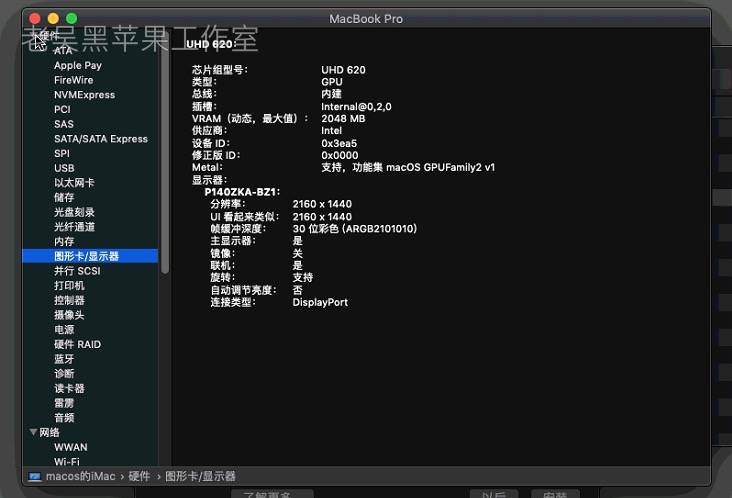 MacBook Pro
老吴黑苹果工作室
硬件
ATA
Apple Pay
FireWire
NVMExpress
PCI
SAS
SATA/SATA Express
SPI
USB
以太网卡
储存
光盘刻录
光纤通道
内存
图形卡/显示器
并行 SCSI
打印机
控制器
摄像头
电源
硬件 RAID
蓝牙
诊断
读卡器
雷雳
音频
网络
WWAN
Wi-Fi
UHD 620:
芯片组型号: UHD 620
类型: GPU
总线: 内建
插槽: Internal@0,2,0
VRAM（动态，最大值）: 2048 MB
供应商: Intel
设备 ID: 0x3ea5
修正版 ID: 0x0000
Metal: 支持，功能集 macOS GPUFamily2 v1
显示器:
P140ZKA-BZ1:
分辨率: 2160 x 1440
UI 看起来类似: 2160 x 1440
帧缓冲深度: 30 位彩色 (ARGB2101010)
主显示器: 是
镜像: 关
联机: 是
旋转: 支持
自动调节亮度: 否
连接类型: DisplayPort
macos的iMac › 硬件 › 图形卡/显示器
了解更多
以后
安装